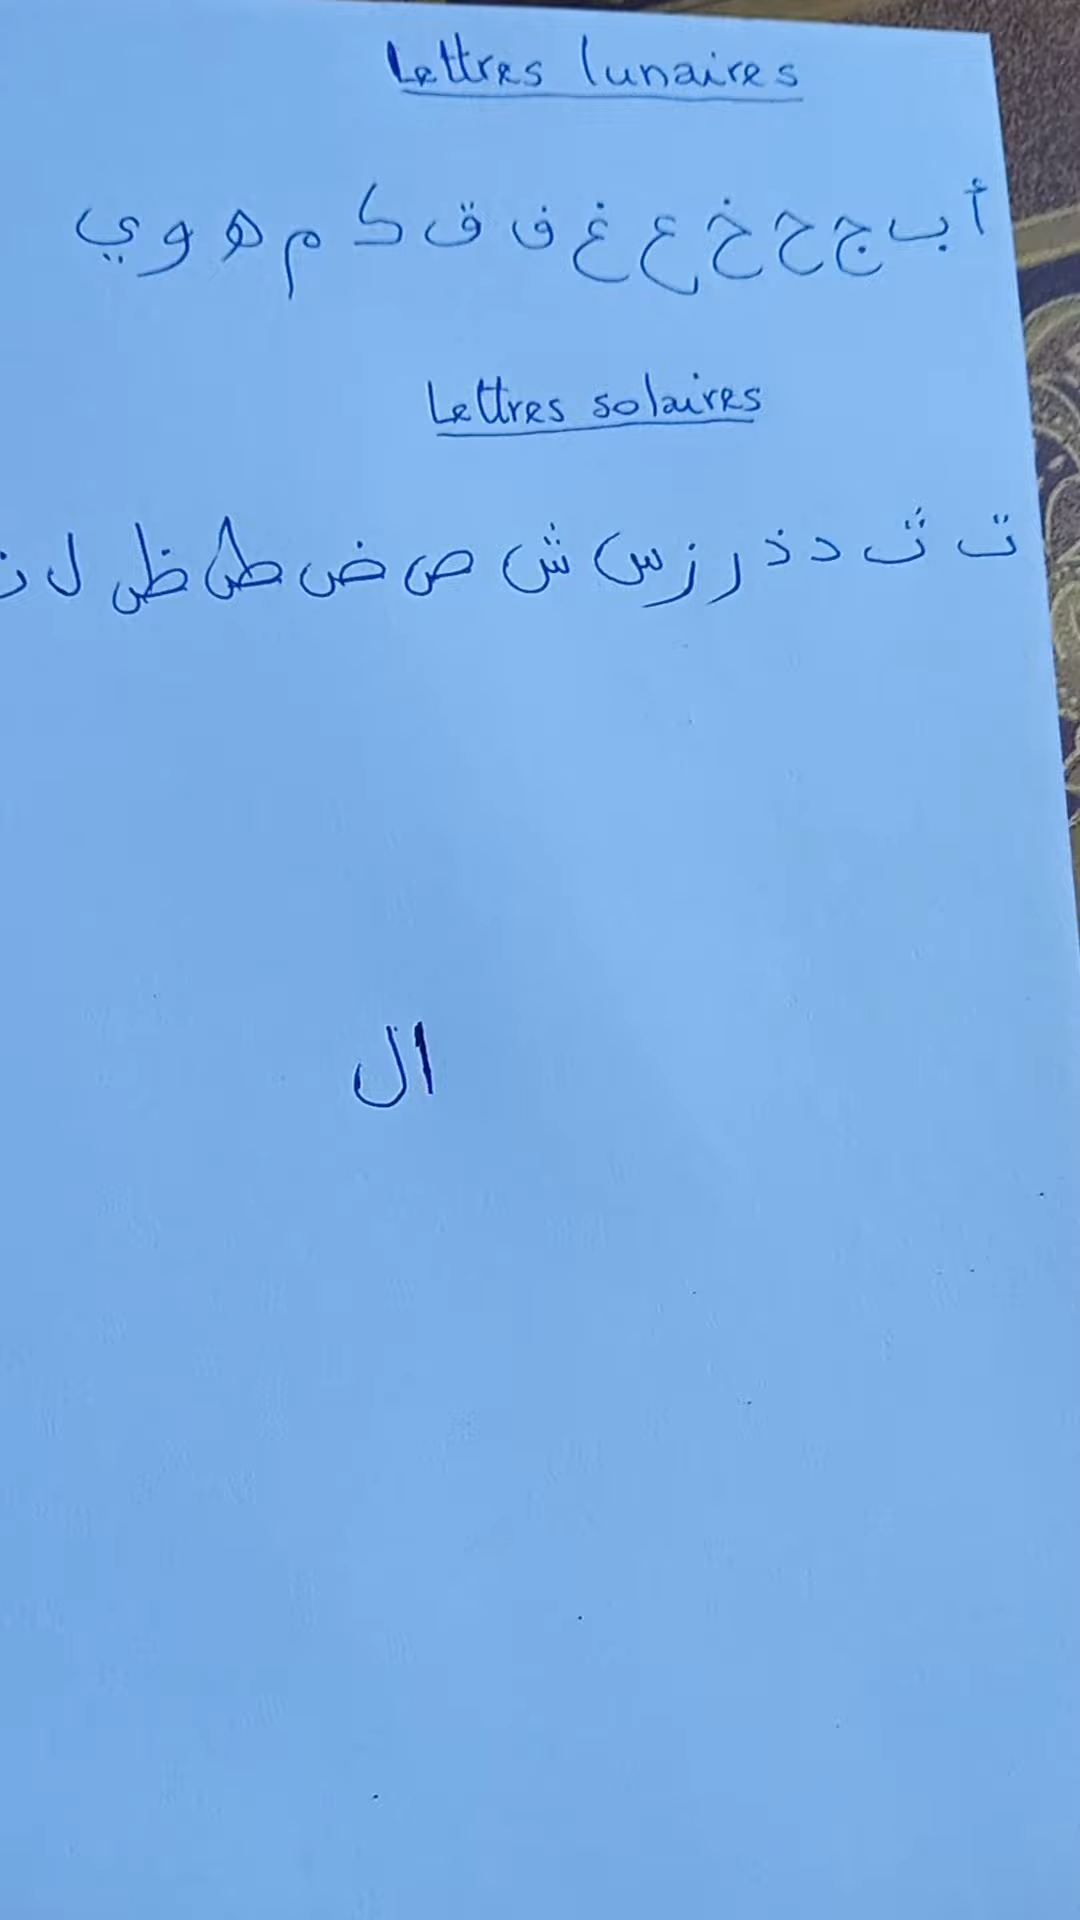 Lettres lunaires
أ ب ج ح خ ع غ ف ق ك م ه و ي
Lettres solaires
ت ث د ذ ر ز س ش ص ض ط ظ ل ن
ال